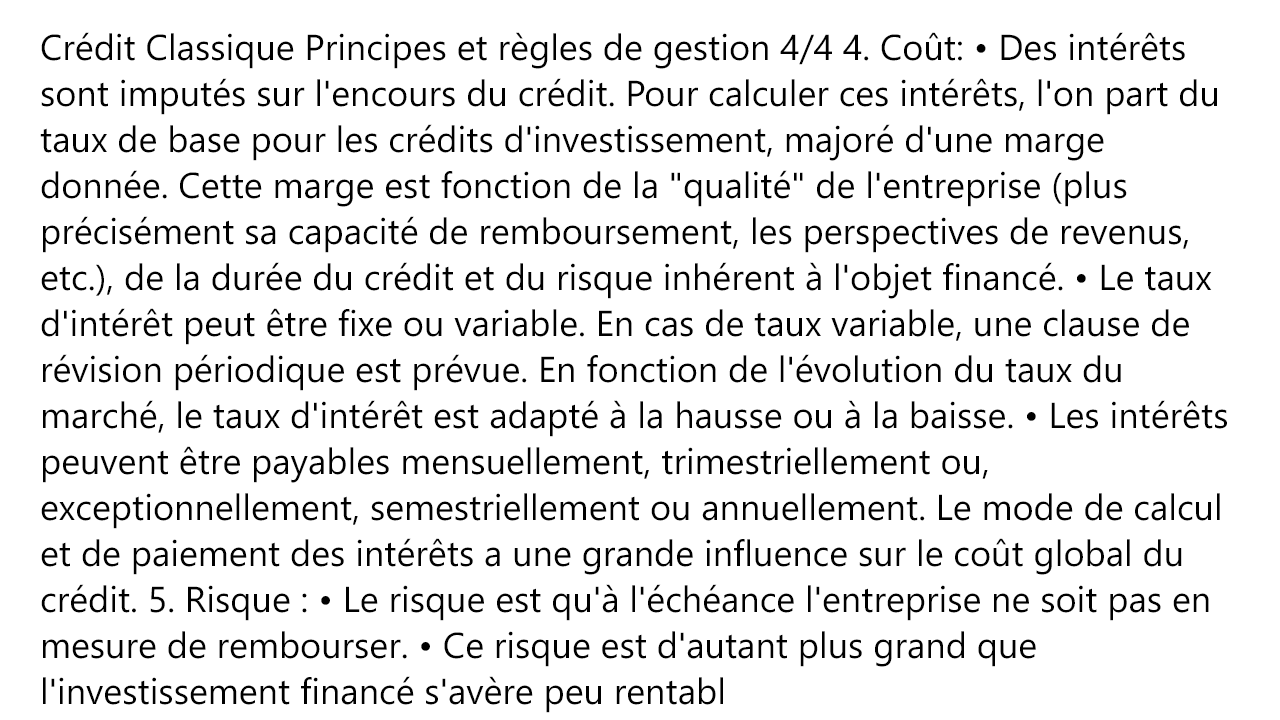 Crédit Classique Principes et règles de gestion 4/4 4. Coût: • Des intérêts
sont imputés sur l'encours du crédit. Pour calculer ces intérêts, l'on part du
taux de base pour les crédits d'investissement, majoré d'une marge
donnée. Cette marge est fonction de la "qualité" de l'entreprise (plus
précisément sa capacité de remboursement, les perspectives de revenus,
etc.), de la durée du crédit et du risque inhérent à l'objet financé. • Le taux
d'intérêt peut être fixe ou variable. En cas de taux variable, une clause de
révision périodique est prévue. En fonction de l'évolution du taux du
marché, le taux d'intérêt est adapté à la hausse ou à la baisse. • Les intérêts
peuvent être payables mensuellement, trimestriellement ou,
exceptionnellement, semestriellement ou annuellement. Le mode de calcul
et de paiement des intérêts a une grande influence sur le coût global du
crédit. 5. Risque : • Le risque est qu'à l'échéance l'entreprise ne soit pas en
mesure de rembourser. • Ce risque est d'autant plus grand que
l'investissement financé s'avère peu rentabl